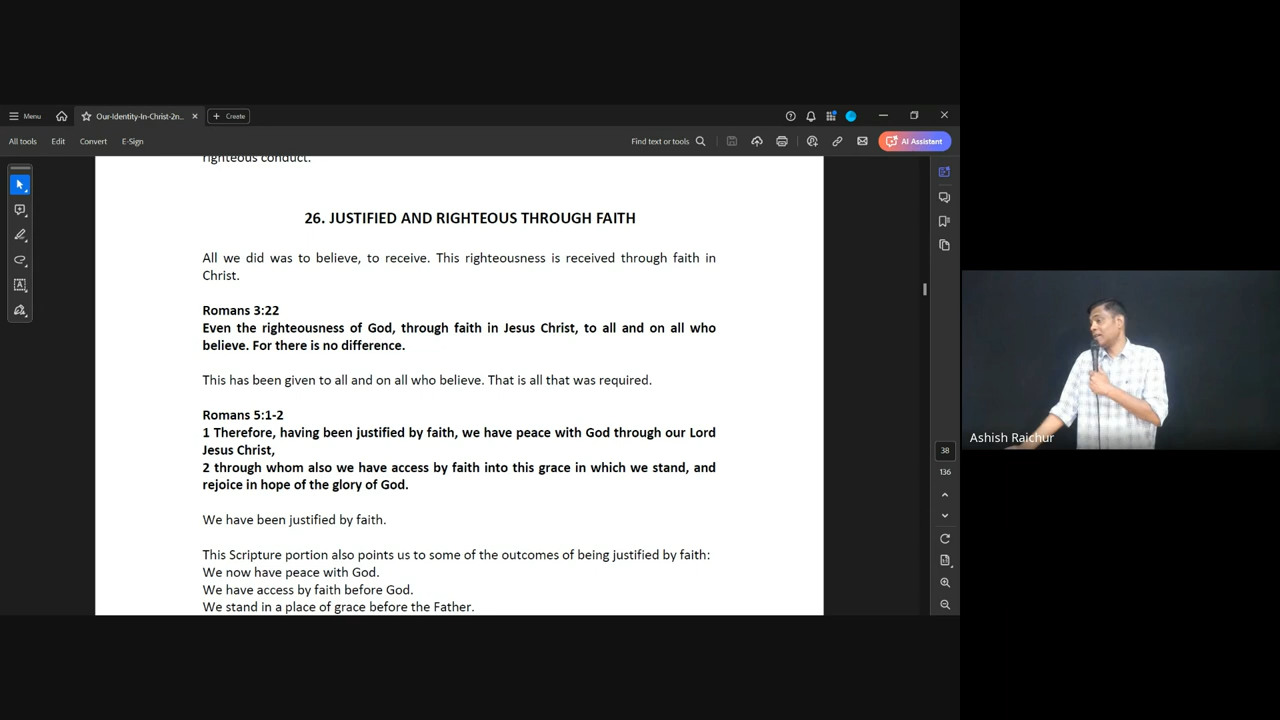 Menu
Our-Identity-In-Christ-2n...
Create
All tools
Edit
Convert
E-Sign
Find text or tools
AI Assistant
righteous conduct.
26. JUSTIFIED AND RIGHTEOUS THROUGH FAITH
All we did was to believe, to receive. This righteousness is received through faith in
Christ.
Romans 3:22
Even the righteousness of God, through faith in Jesus Christ, to all and on all who
believe. For there is no difference.
This has been given to all and on all who believe. That is all that was required.
Romans 5:1-2
1 Therefore, having been justified by faith, we have peace with God through our Lord
Jesus Christ,
2 through whom also we have access by faith into this grace in which we stand, and
rejoice in hope of the glory of God.
We have been justified by faith.
This Scripture portion also points us to some of the outcomes of being justified by faith:
We now have peace with God.
We have access by faith before God.
We stand in a place of grace before the Father.
38
136
Ashish Raichur